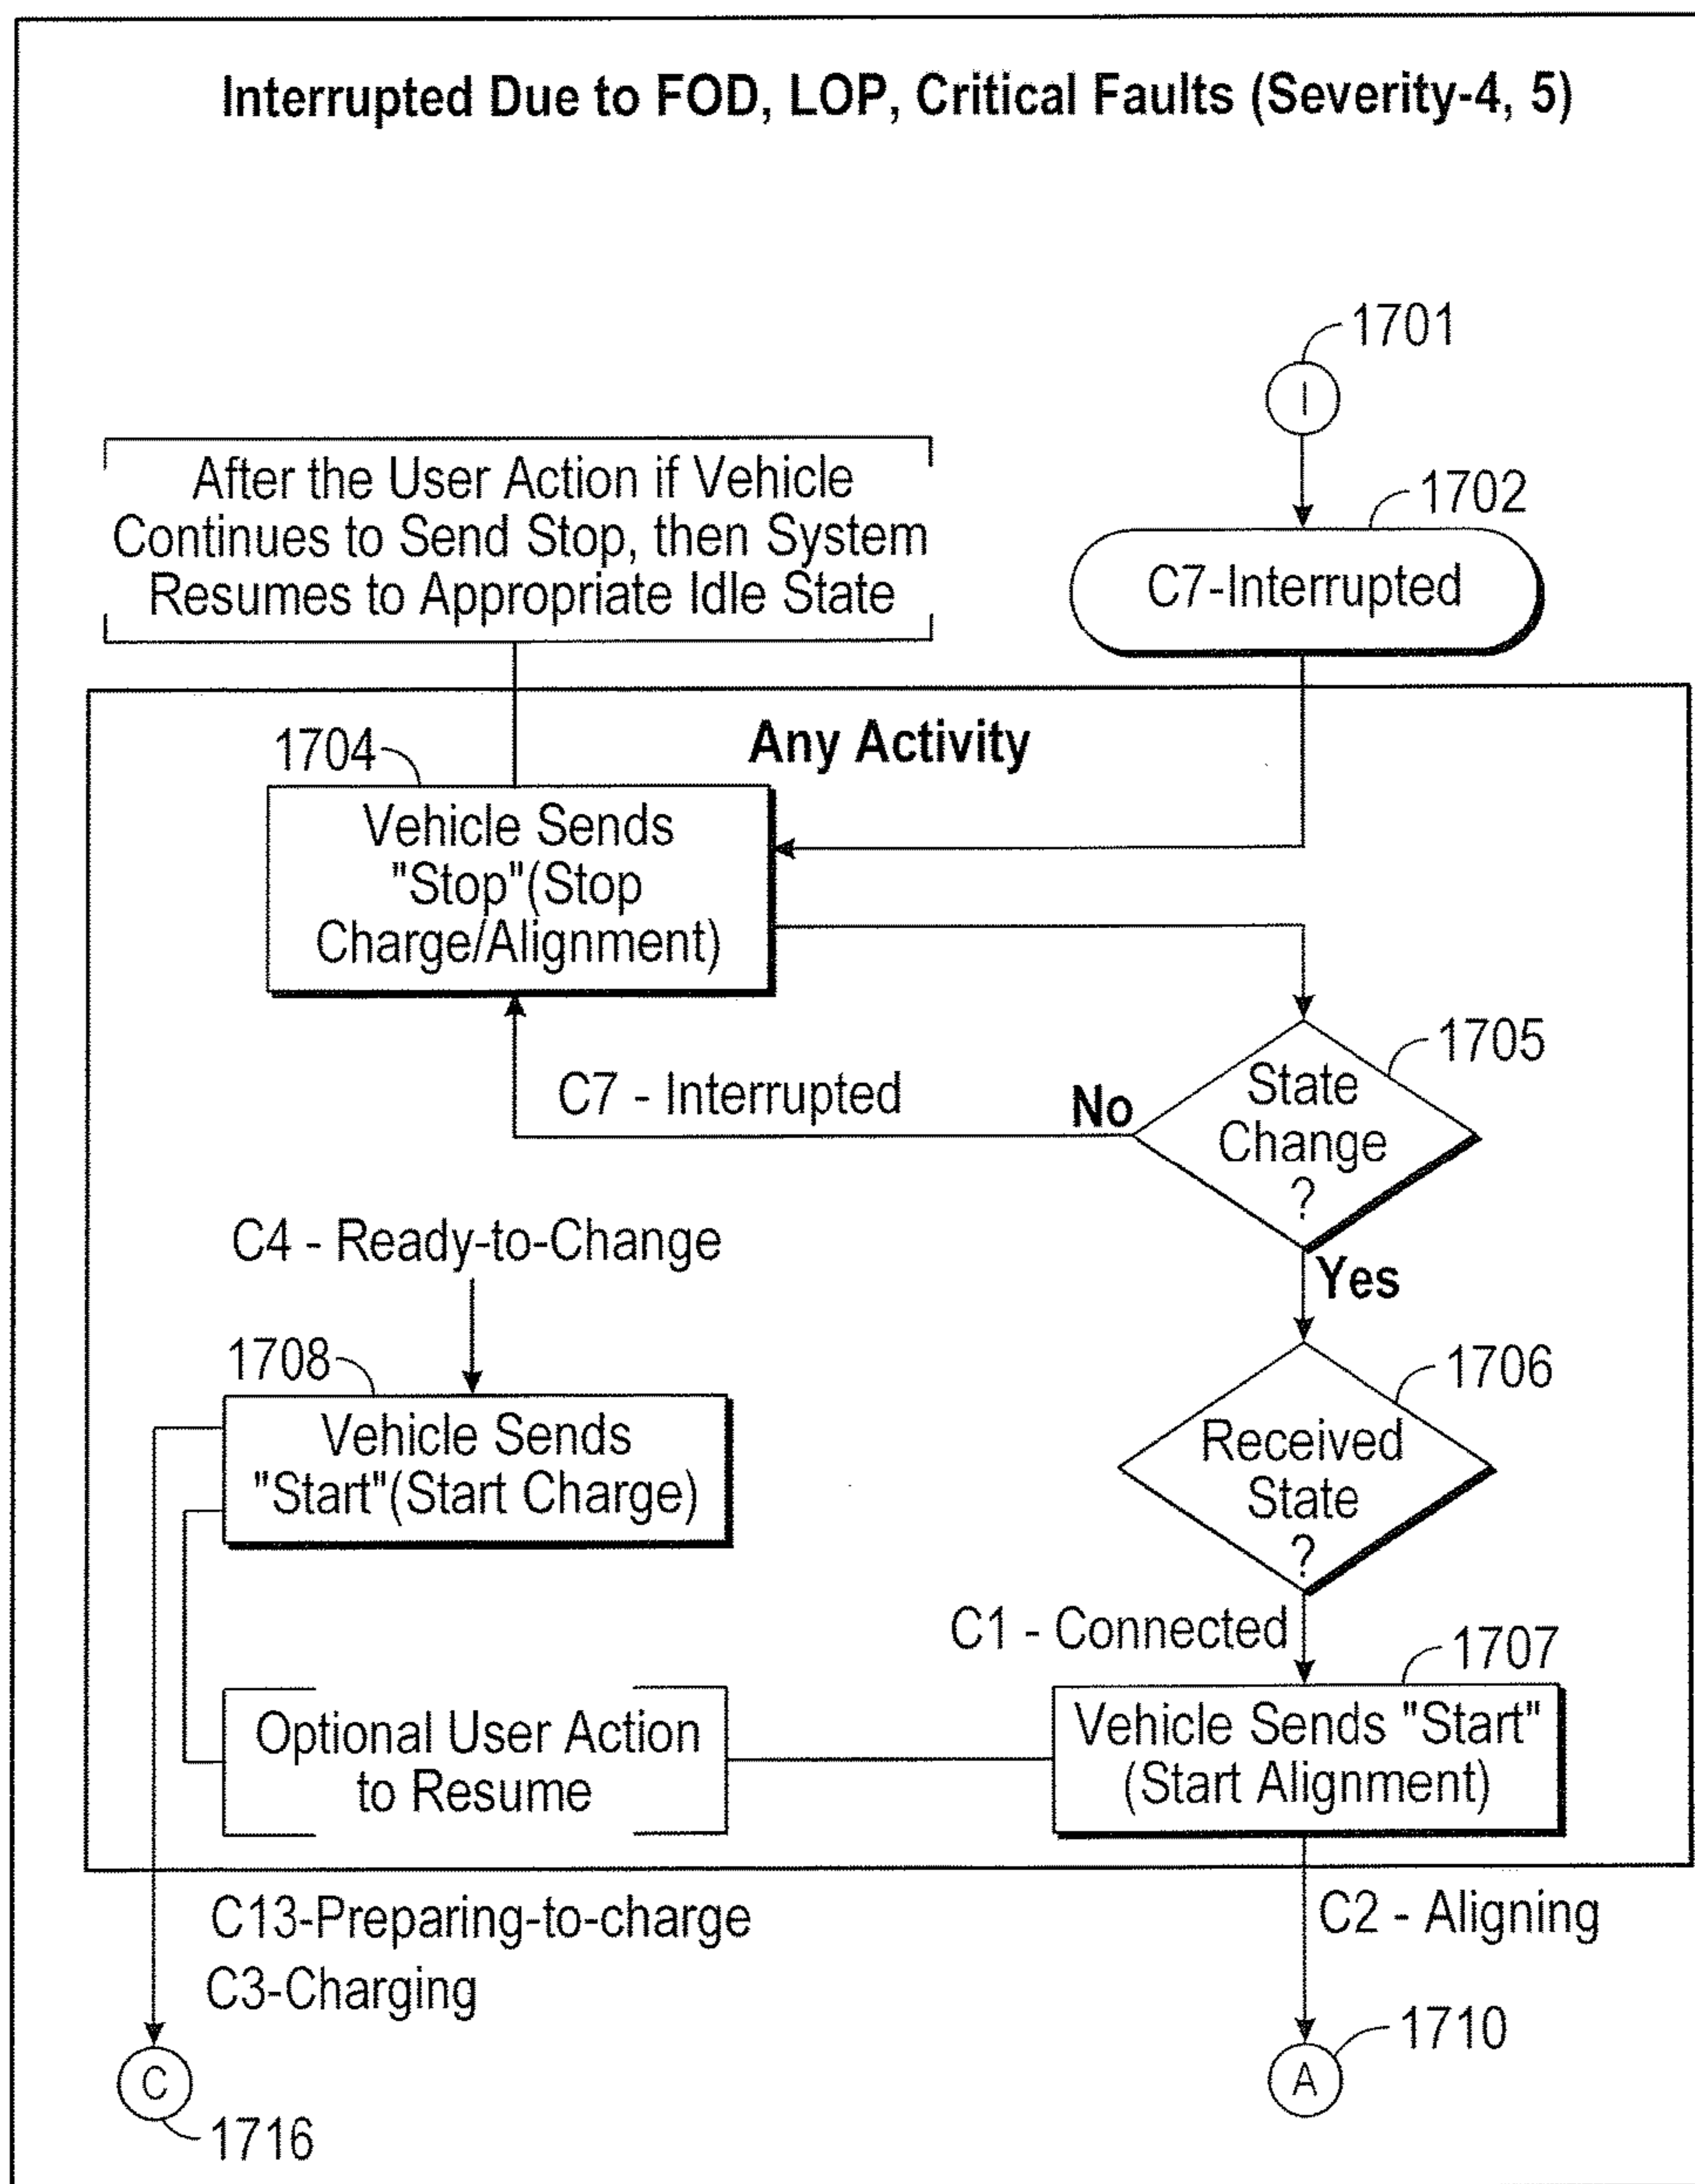 Interrupted Due to FOD, LOP, Critical Faults (Severity-4, 5)
1701
I
After the User Action if Vehicle
Continues to Send Stop, then System
Resumes to Appropriate Idle State
1702
C7-Interrupted
Any Activity
1704
Vehicle Sends
"Stop"(Stop
Charge/Alignment)
1705
State
Change
?
No
C7 - Interrupted
Yes
C4 - Ready-to-Change
1708
Vehicle Sends
"Start"(Start Charge)
1706
Received
State
?
C1 - Connected
1707
Vehicle Sends "Start"
(Start Alignment)
Optional User Action
to Resume
C13-Preparing-to-charge
C3-Charging
C2 - Aligning
C
1716
1710
A